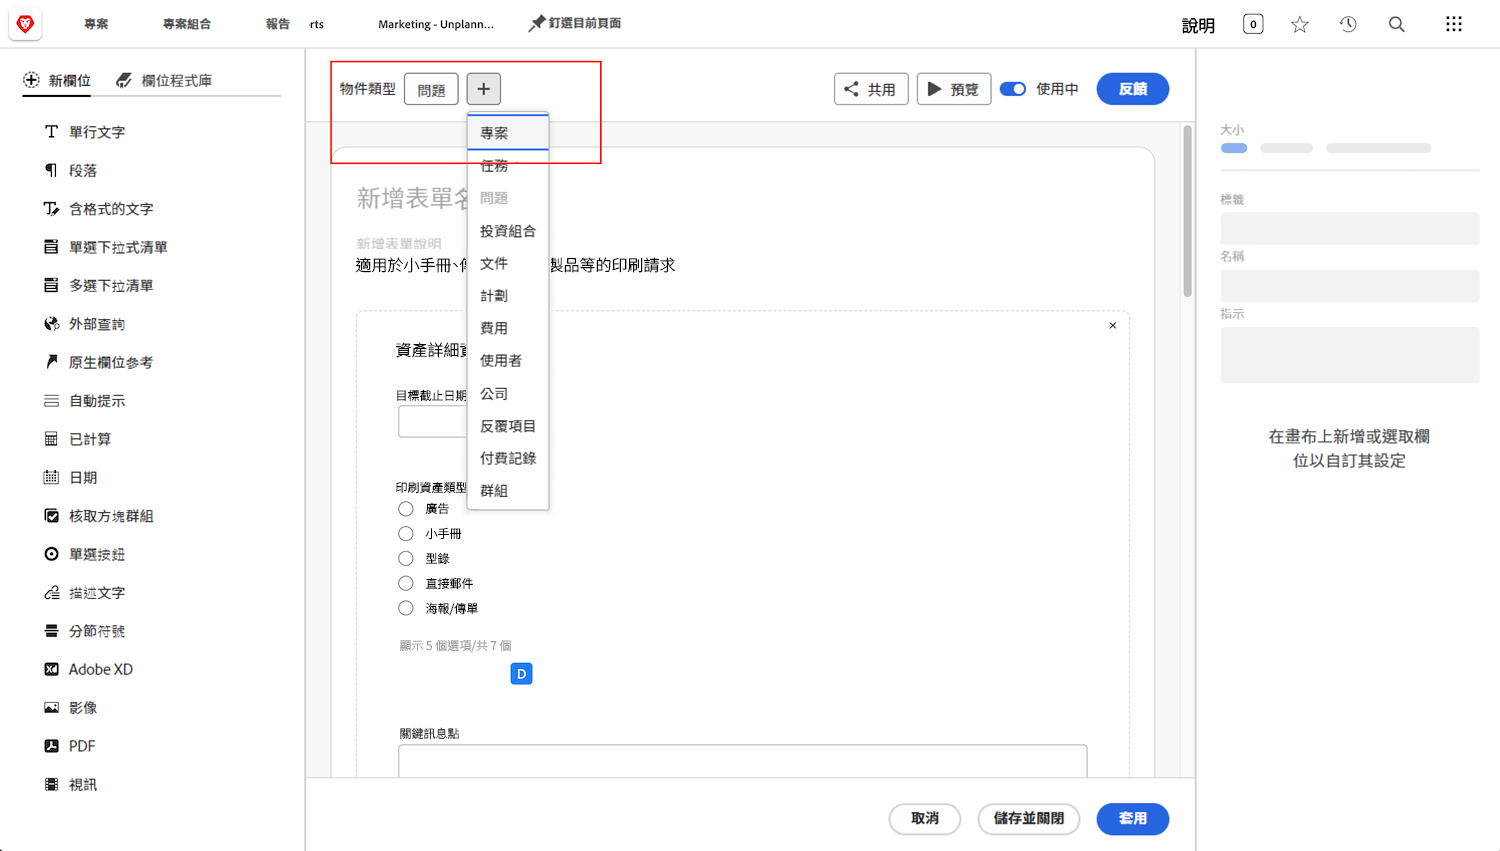 專案
專案組合
報告
rts
Marketing - Unplann...
釘選目前頁面
說明
0
新欄位
欄位程式庫
單行文字
段落
含格式的文字
單選下拉式清單
多選下拉清單
外部查詢
原生欄位參考
自動提示
已計算
日期
核取方塊群組
單選按鈕
描述文字
分節符號
Adobe XD
影像
PDF
視訊
物件類型
問題
共用
預覽
使用中
反饋
專案
任務
問題
投資組合
文件
計劃
費用
使用者
公司
反覆項目
付費記錄
群組
新增表單名
新增表單說明
適用於小手冊、傳 製品等的印刷請求
資產詳細資
目標截止日期
印刷資產類型
廣告
小手冊
型錄
直接郵件
海報/傳單
顯示 5 個選項/共 7 個
D
關鍵訊息點
取消
儲存並關閉
套用
大小
標籤
名稱
指示
在畫布上新增或選取欄
位以自訂其設定